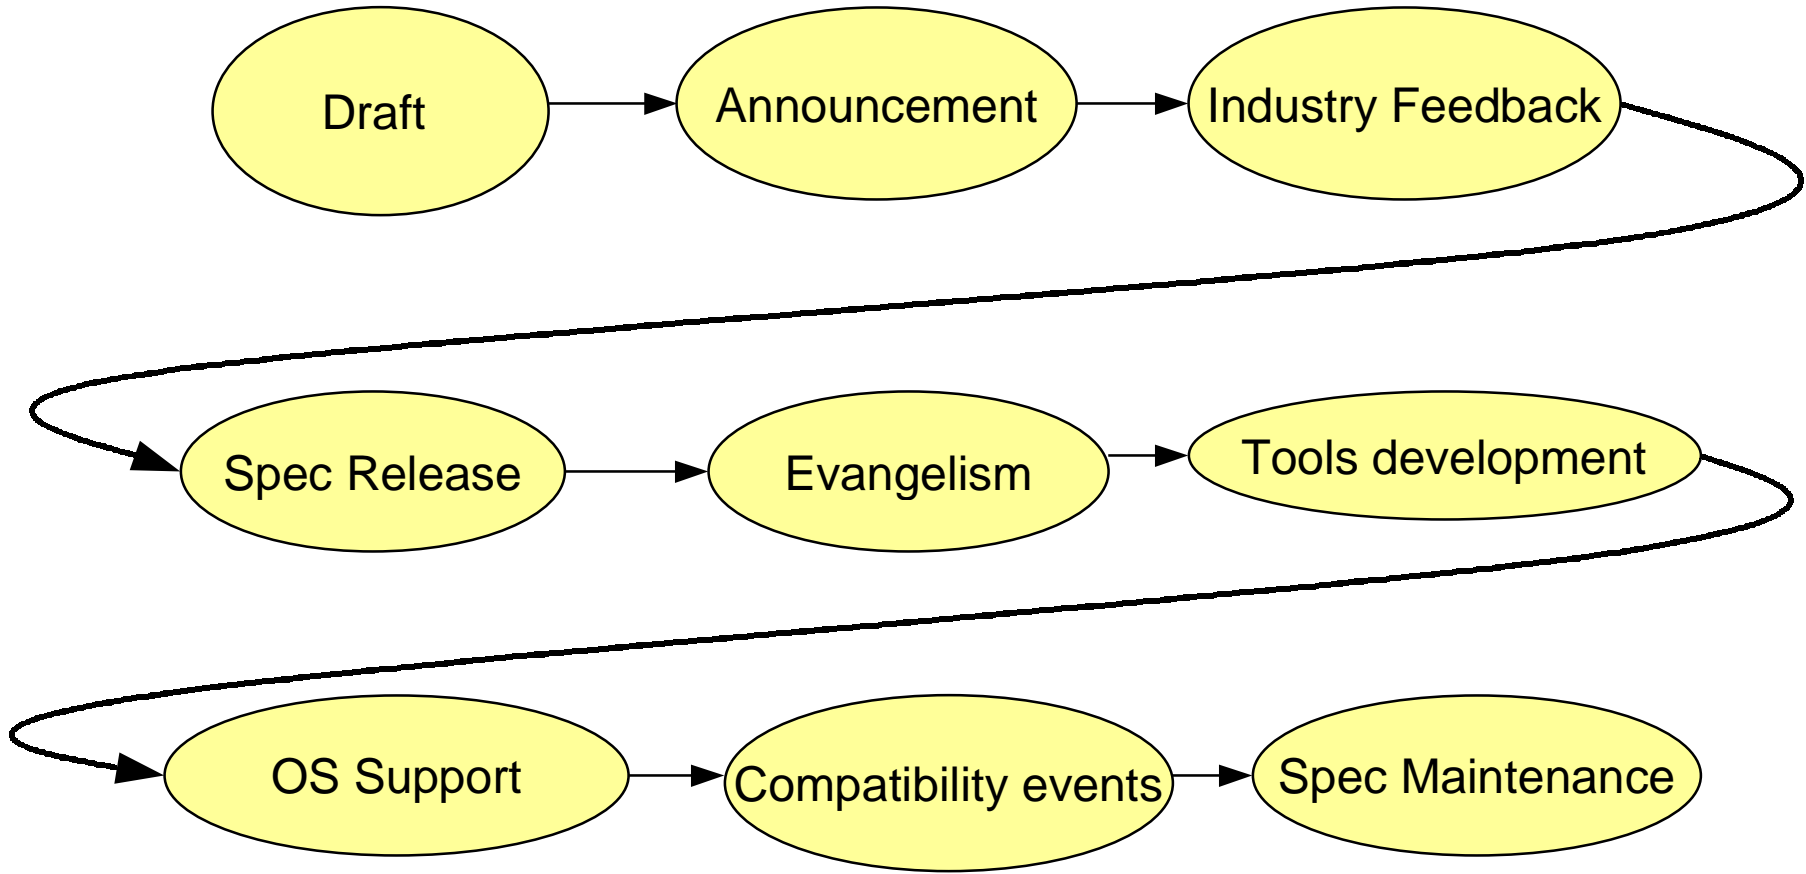 Draft
Announcement
Industry Feedback
Spec Release
Evangelism
Tools development
OS Support
Compatibility events
Spec Maintenance